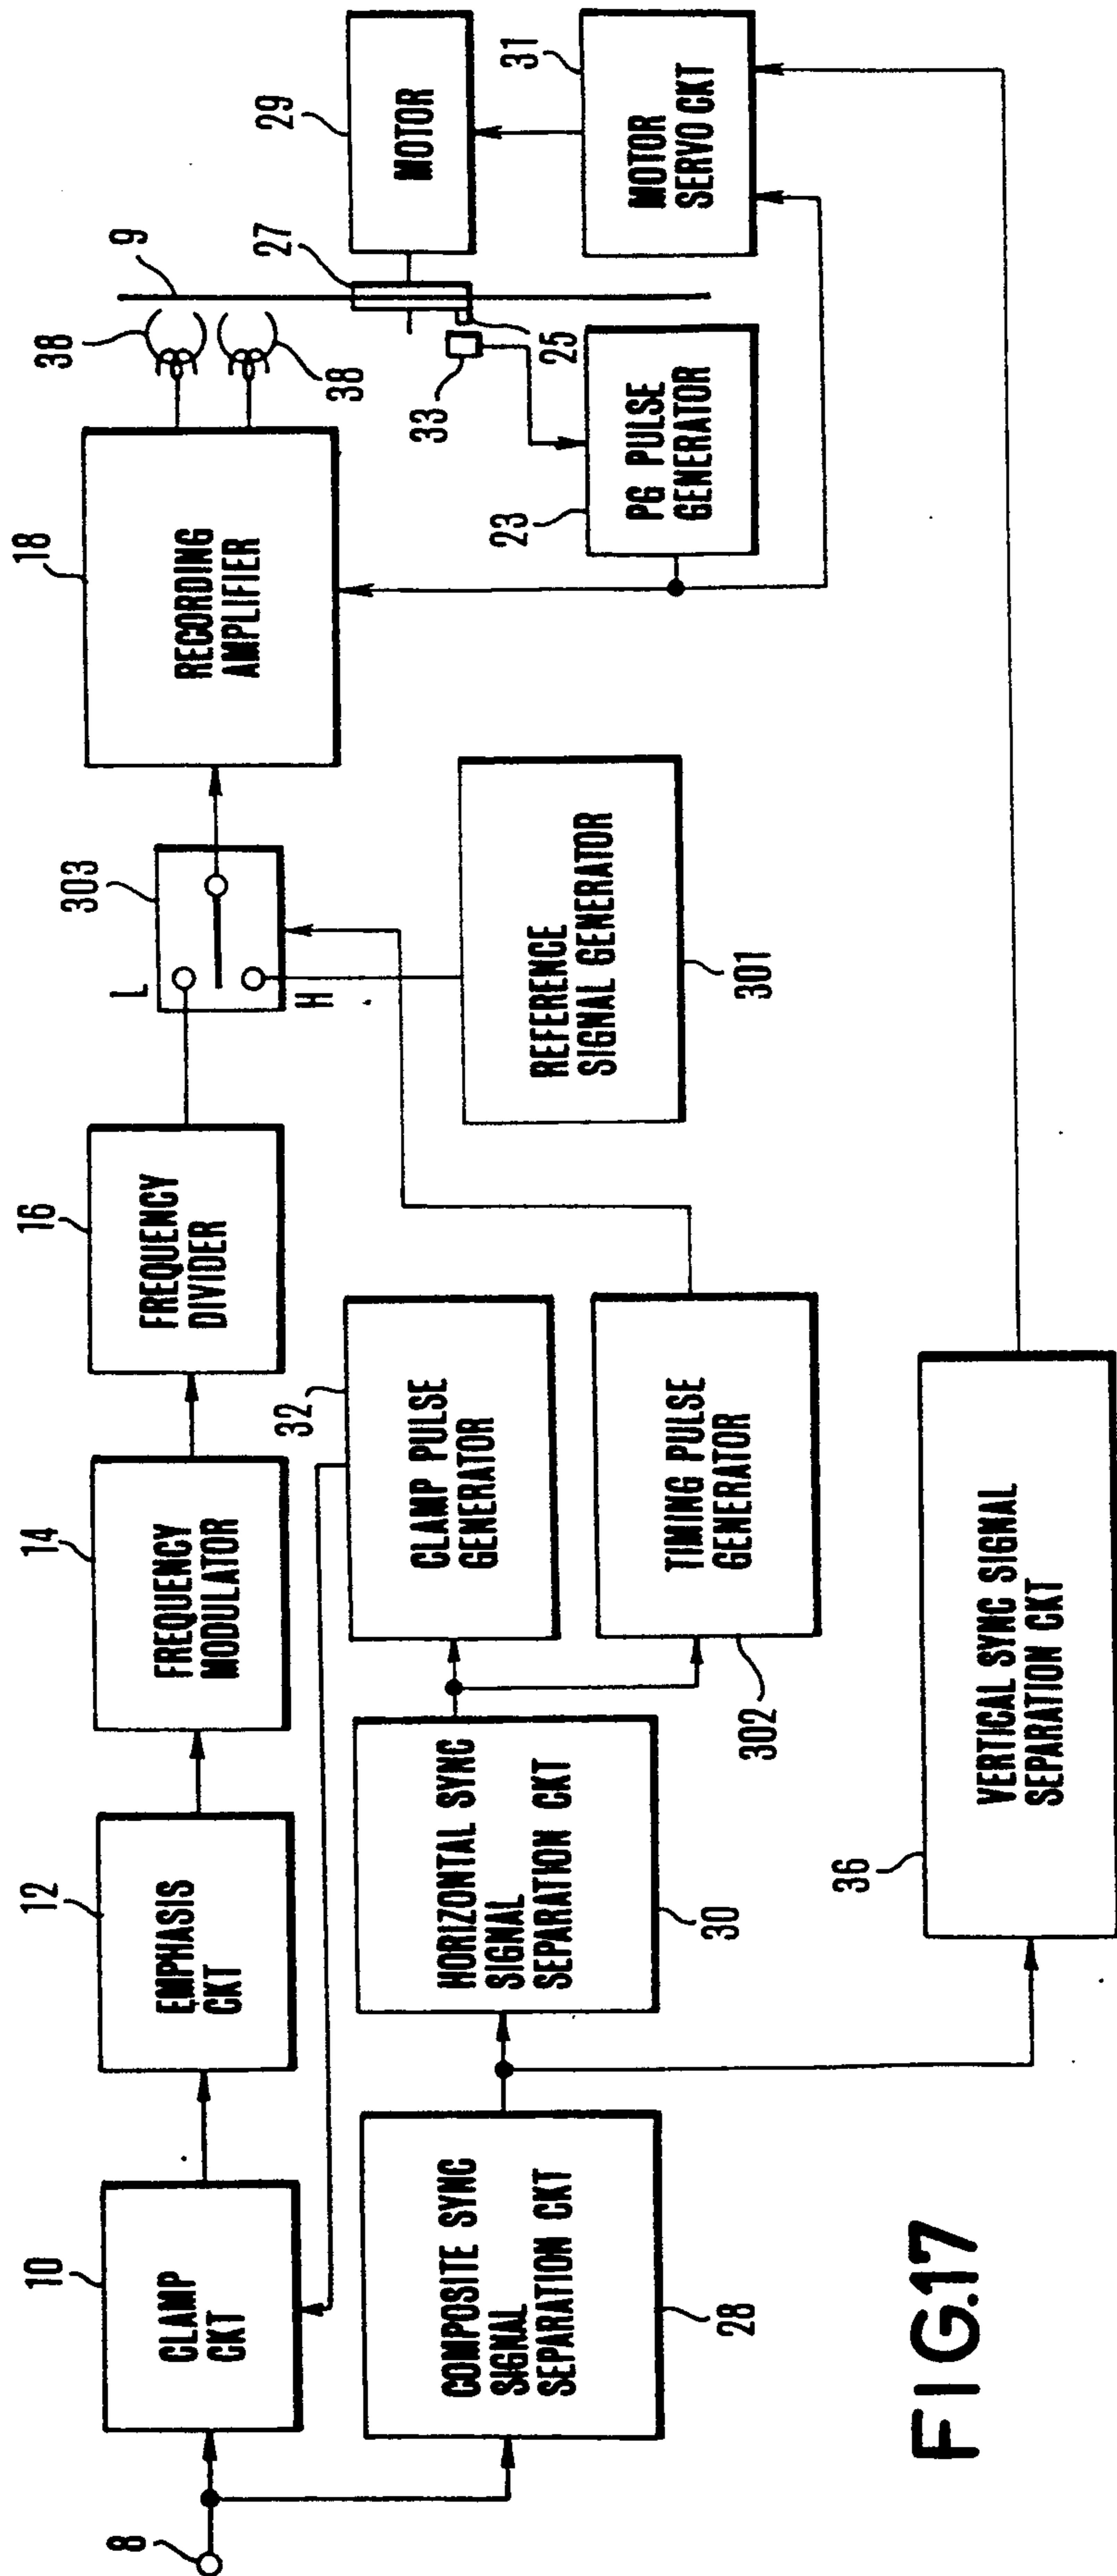 8
10
CLAMP
CKT
12
EMPHASIS
CKT
14
FREQUENCY
MODULATOR
16
FREQUENCY
DIVIDER
L
H
303
18
RECORDING
AMPLIFIER
38
38
9
27
29
MOTOR
33
25
23
PG PULSE
GENERATOR
31
MOTOR
SERVO CKT
32
CLAMP PULSE
GENERATOR
REFERENCE
SIGNAL GENERATOR
301
COMPOSITE SYNC
SIGNAL
SEPARATION CKT
28
HORIZONTAL SYNC
SIGNAL
SEPARATION CKT
30
TIMING PULSE
GENERATOR
302
36
VERTICAL SYNC SIGNAL
SEPARATION CKT
FIG.17